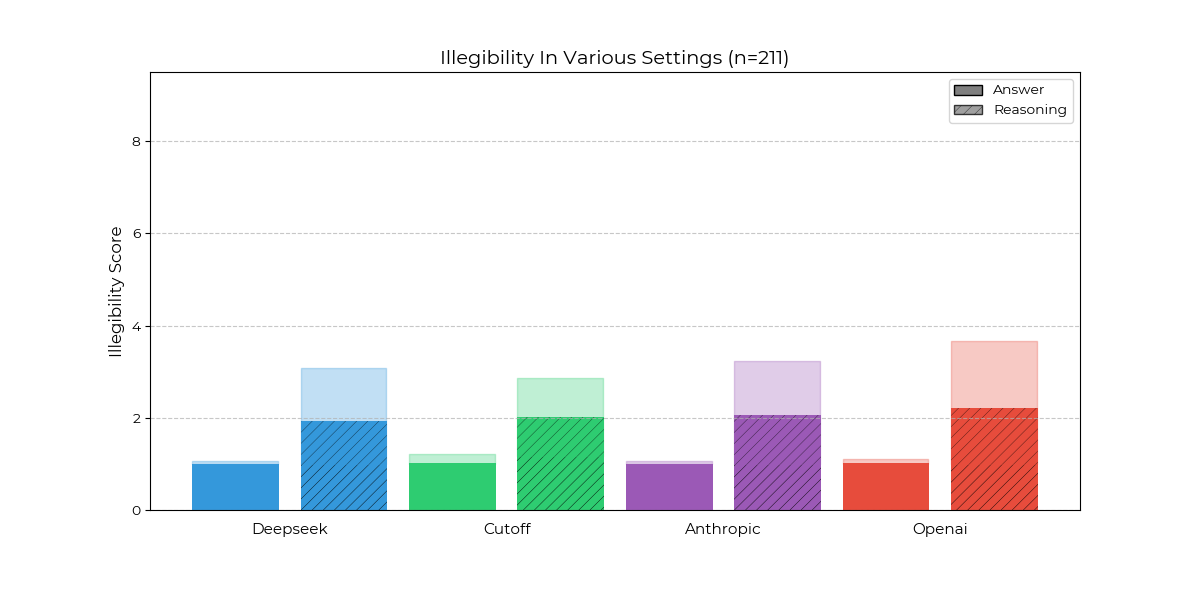 Illegibility In Various Settings (n=211)
Answer
Reasoning
8
6
4
2
0
Illegibility Score
Deepseek
Cutoff
Anthropic
Openai